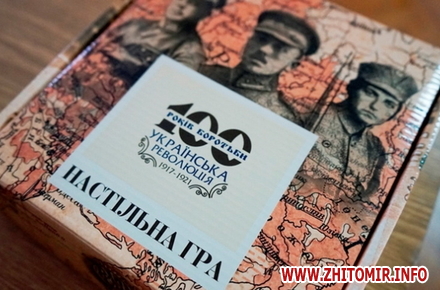 100
РОКІВ БОРОТЬБИ
УКРАЇНСЬКА
РЕВОЛЮЦІЯ
1917-1921
НАСТІЛЬНА ГРА
WWW.ZHITOMIR.INFO